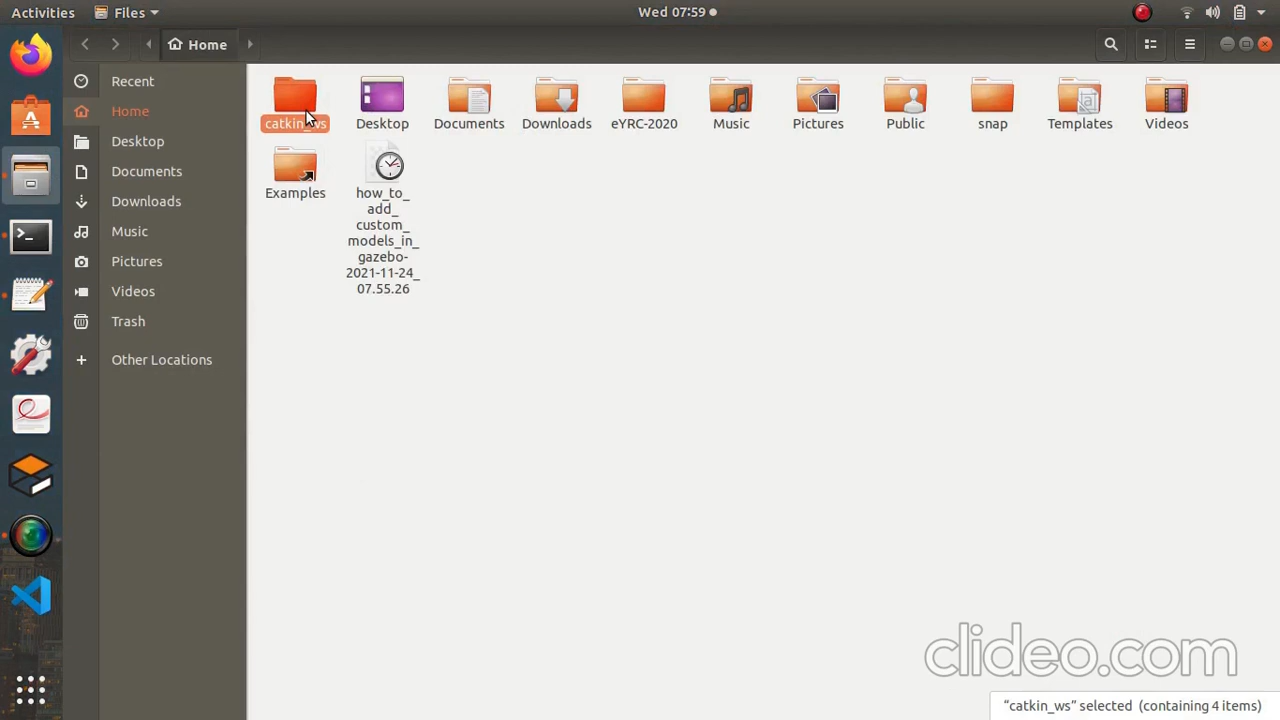 Activities
Files
Wed 07:59
Home
Recent
Home
Desktop
Documents
Downloads
Music
Pictures
Videos
Trash
Other Locations
catkin_ws
Desktop
Documents
Downloads
eYRC-2020
Music
Pictures
Public
snap
Templates
Videos
Examples
how_to_
add_
custom_
models_in_
gazebo-
2021-11-24_
07.55.26
clideo.com
“catkin_ws” selected (containing 4 items)